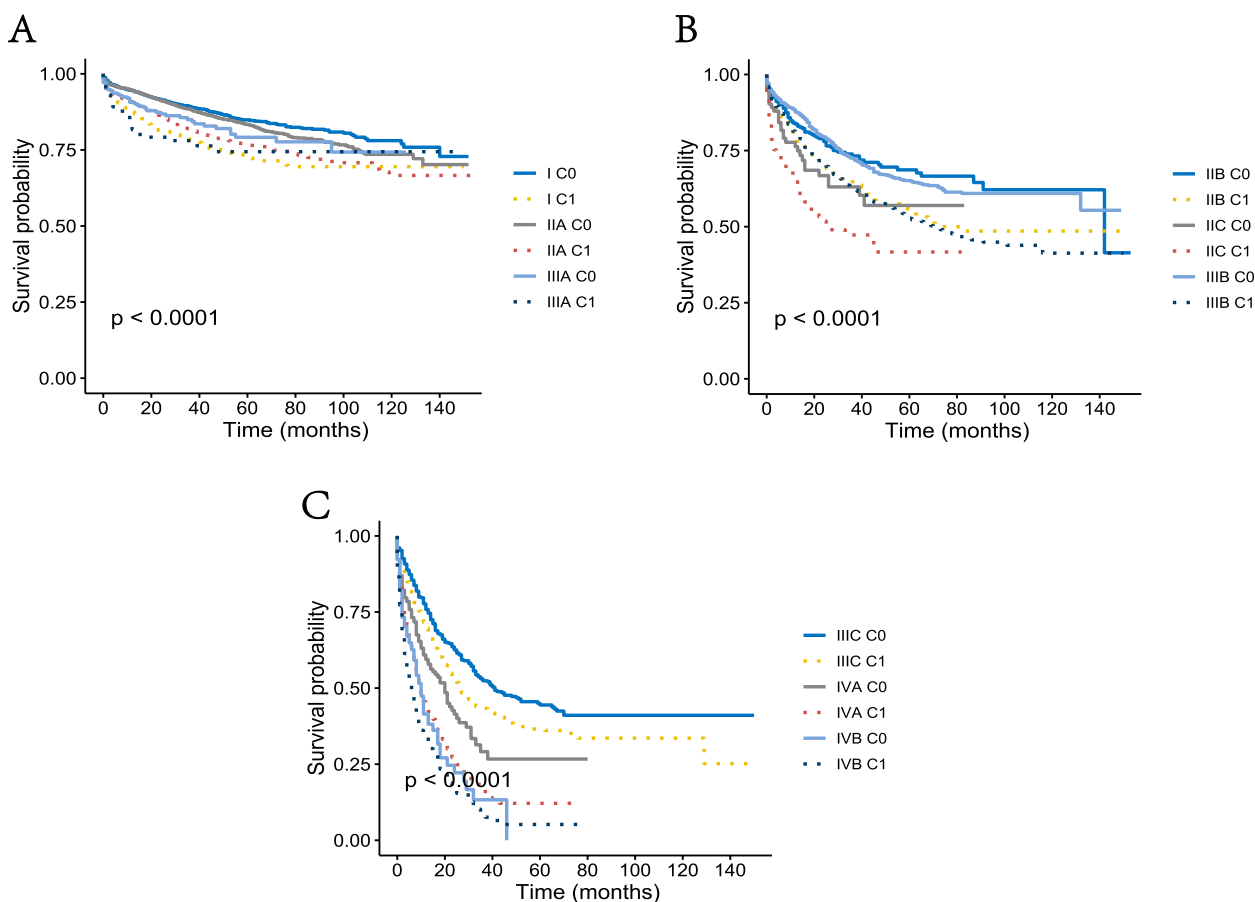 A
Survival probability
1.00
0.75
0.50
0.25
0.00
p < 0.0001
0 20 40 60 80 100 120 140
Time (months)
I C0
I C1
IIA C0
IIA C1
IIIA C0
IIIA C1
B
Survival probability
1.00
0.75
0.50
0.25
0.00
p < 0.0001
0 20 40 60 80 100 120 140
Time (months)
IIB C0
IIB C1
IIC C0
IIC C1
IIIB C0
IIIB C1
C
Survival probability
1.00
0.75
0.50
0.25
0.00
p < 0.0001
0 20 40 60 80 100 120 140
Time (months)
IIIC C0
IIIC C1
IVA C0
IVA C1
IVB C0
IVB C1